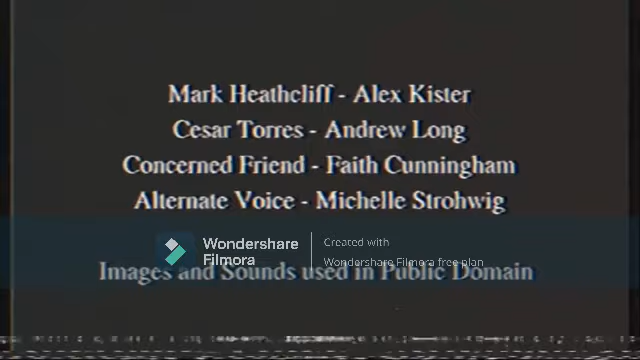 Mark Heathcliff - Alex Kister
Cesar Torres - Andrew Long
Concerned Friend - Faith Cunningham
Alternate Voice - Michelle Strohwig
Wondershare
Filmora
Created with
Wondershare Filmora free plan
Images and Sounds used in Public Domain